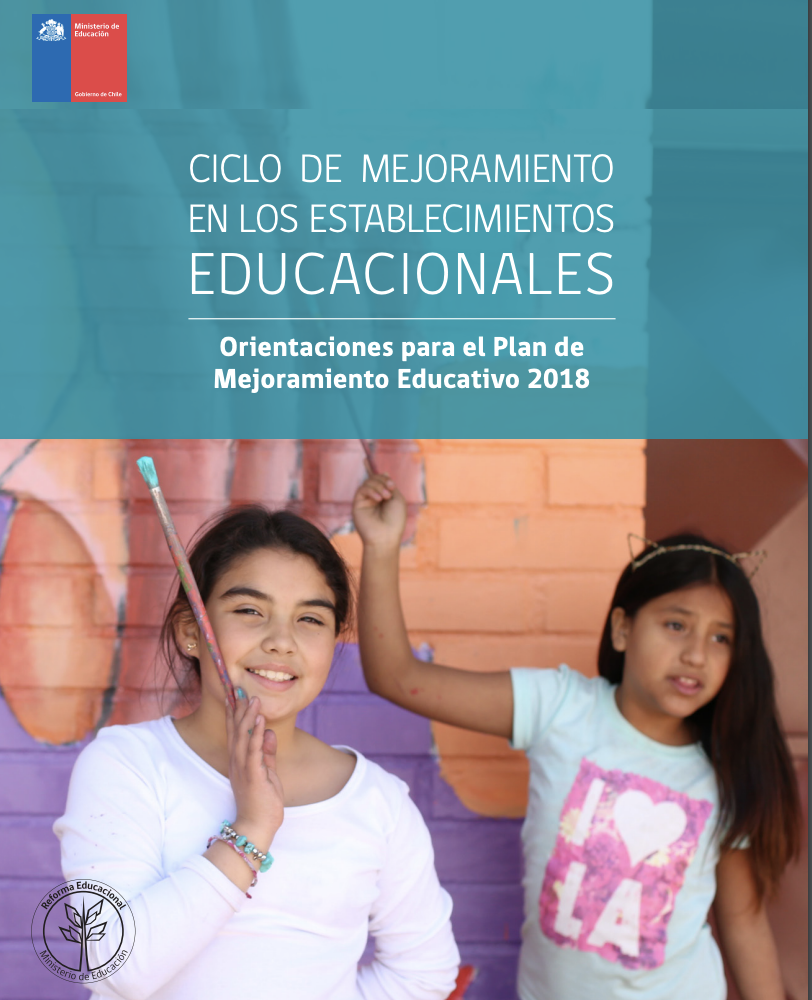 Ministerio de
Educación
Gobierno de Chile
CICLO DE MEJORAMIENTO
EN LOS ESTABLECIMIENTOS
EDUCACIONALES
Orientaciones para el Plan de
Mejoramiento Educativo 2018
I
LA
Reforma Educacional
Ministerio de Educación